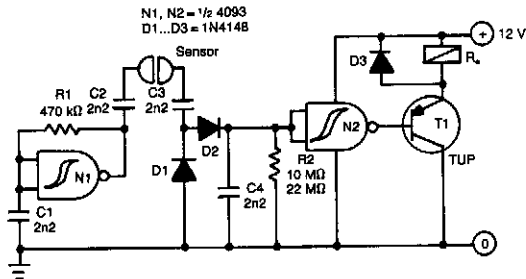 N1, N2 = ½ 4093
D1...D3 = 1N4148
Sensor
+
12 V
C2
2n2
C3
2n2
D3
Re
R1
470 kΩ
D2
N2
T1
TUP
N1
D1
R2
10 MΩ
22 MΩ
C4
2n2
C1
2n2
0